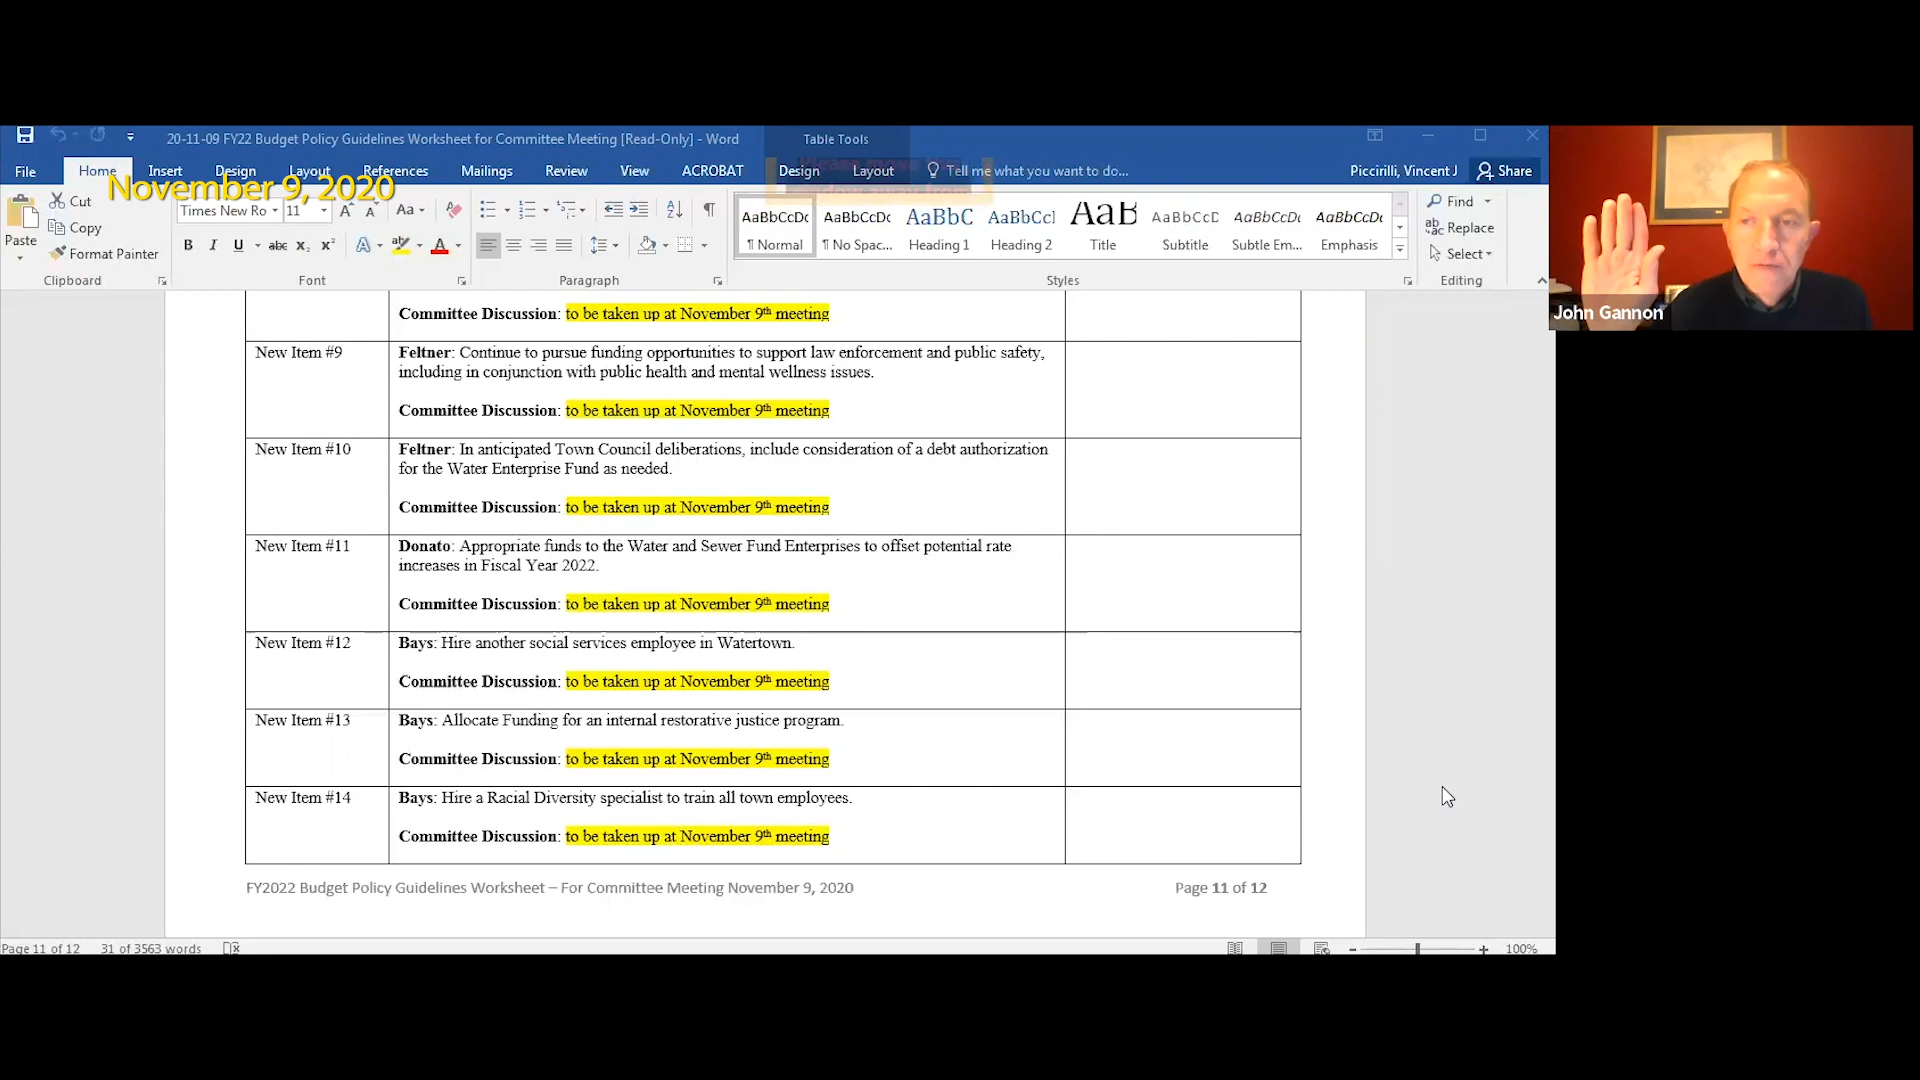 20-11-09 FY22 Budget Policy Guidelines Worksheet for Committee Meeting [Read-Only] - Word
Table Tools
File Home Insert Design Layout References Mailings Review View ACROBAT Design Layout Tell me what you want to do... Piccirilli, Vincent J Share
November 9, 2020
Paste
Cut
Copy
Format Painter
Clipboard
Times New Ro 11
Font
Paragraph
AaBbCcDc AaBbCcDc AaBbC AaBbCcI AaB AaBbCcD AaBbCcDc AaBbCcDc
¶ Normal ¶ No Spac... Heading 1 Heading 2 Title Subtitle Subtle Em... Emphasis
Styles
Find
Replace
Select
Editing
John Gannon
Committee Discussion: to be taken up at November 9th meeting
New Item #9
Feltner: Continue to pursue funding opportunities to support law enforcement and public safety,
including in conjunction with public health and mental wellness issues.
Committee Discussion: to be taken up at November 9th meeting
New Item #10
Feltner: In anticipated Town Council deliberations, include consideration of a debt authorization
for the Water Enterprise Fund as needed.
Committee Discussion: to be taken up at November 9th meeting
New Item #11
Donato: Appropriate funds to the Water and Sewer Fund Enterprises to offset potential rate
increases in Fiscal Year 2022.
Committee Discussion: to be taken up at November 9th meeting
New Item #12
Bays: Hire another social services employee in Watertown.
Committee Discussion: to be taken up at November 9th meeting
New Item #13
Bays: Allocate Funding for an internal restorative justice program.
Committee Discussion: to be taken up at November 9th meeting
New Item #14
Bays: Hire a Racial Diversity specialist to train all town employees.
Committee Discussion: to be taken up at November 9th meeting
FY2022 Budget Policy Guidelines Worksheet – For Committee Meeting November 9, 2020
Page 11 of 12
Page 11 of 12 31 of 3563 words
100%